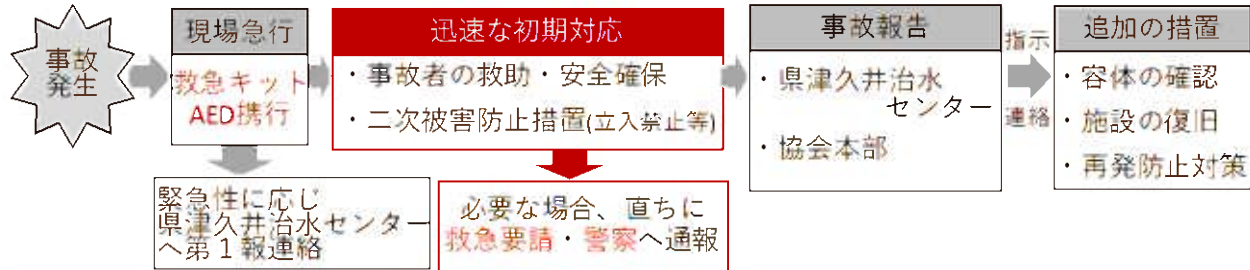 事故
発生
現場急行
救急キット
AED携行
緊急性に応じ
県津久井治水センター
へ第1報連絡
迅速な初期対応
・事故者の救助・安全確保
・二次被害防止措置(立入禁止等)
必要な場合、直ちに
救急要請・警察へ通報
事故報告
・県津久井治水
センター
・協会本部
指示
連絡
追加の措置
・容体の確認
・施設の復旧
・再発防止対策